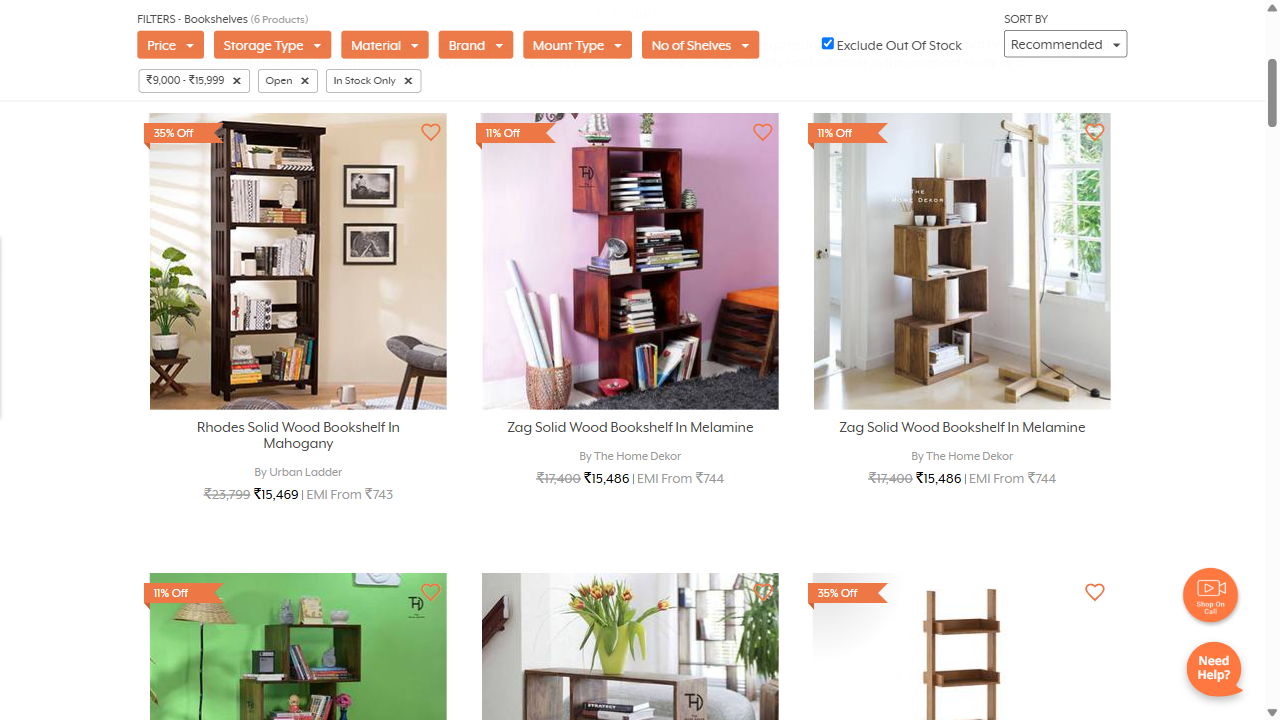 FILTERS - Bookshelves (6 Products)
SORT BY
Price
Storage Type
Material
Brand
Mount Type
No of Shelves
Exclude Out Of Stock
Recommended
₹9,000 - ₹15,999 ×
Open ×
In Stock Only ×
35% Off
11% Off
11% Off
THE
HOME DEKOR
Rhodes Solid Wood Bookshelf In
Mahogany
By Urban Ladder
₹23,799 ₹15,469 | EMI From ₹743
Zag Solid Wood Bookshelf In Melamine
By The Home Dekor
₹17,400 ₹15,486 | EMI From ₹744
Zag Solid Wood Bookshelf In Melamine
By The Home Dekor
₹17,400 ₹15,486 | EMI From ₹744
11% Off
35% Off
Shop On
Call
Need
Help?